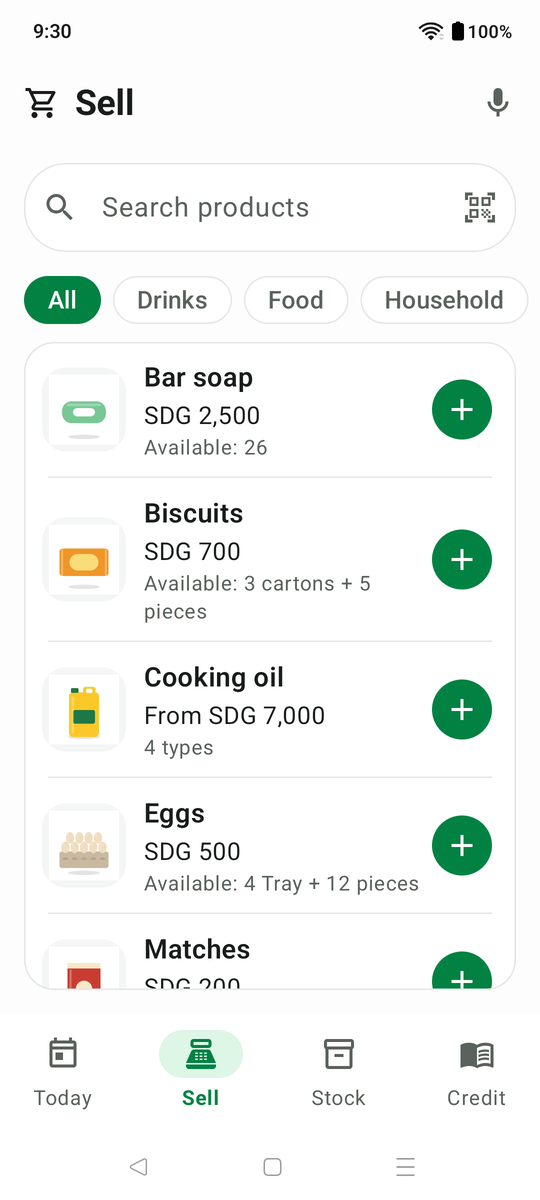 9:30
100%
Sell
Search products
All
Drinks
Food
Household
Bar soap
SDG 2,500
Available: 26
Biscuits
SDG 700
Available: 3 cartons + 5
pieces
Cooking oil
From SDG 7,000
4 types
Eggs
SDG 500
Available: 4 Tray + 12 pieces
Matches
SDG 200
Today
Sell
Stock
Credit